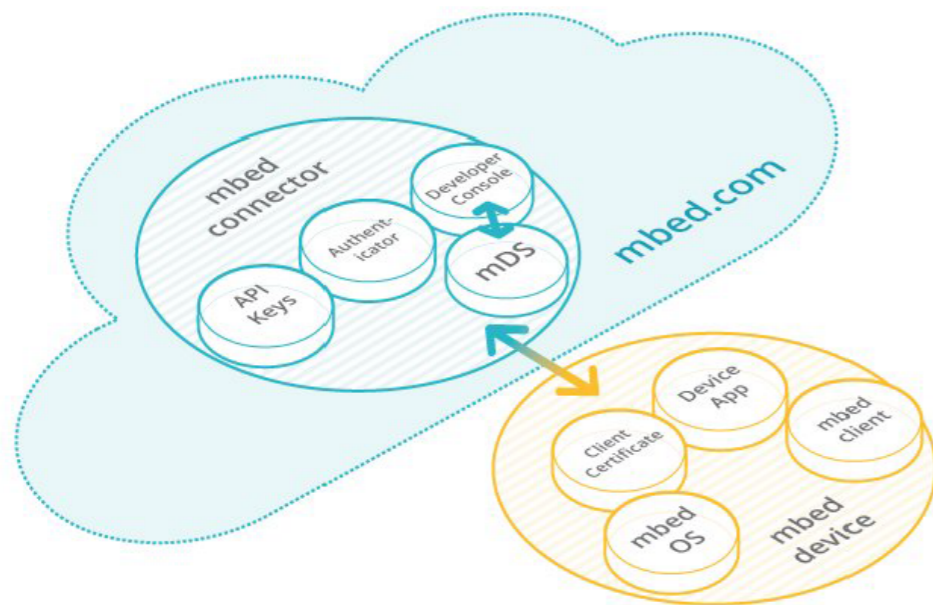 mbed
connector
Developer
Console
Authent-
icator
mDS
API
Keys
mbed.com
Device
App
mbed
client
Client
Certificate
mbed
OS
mbed
device